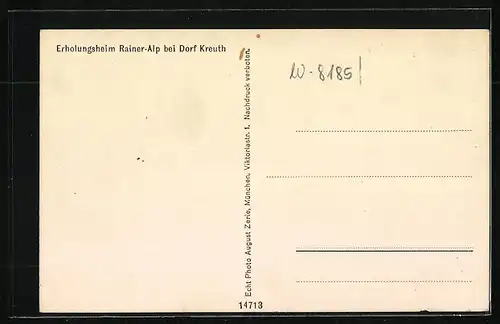 Erholungsheim Rainer-Alp bei Dorf Kreuth
W-8185
Echt Photo August Zerle, München, Viktoriastr. 1. Nachdruck verboten.
14713